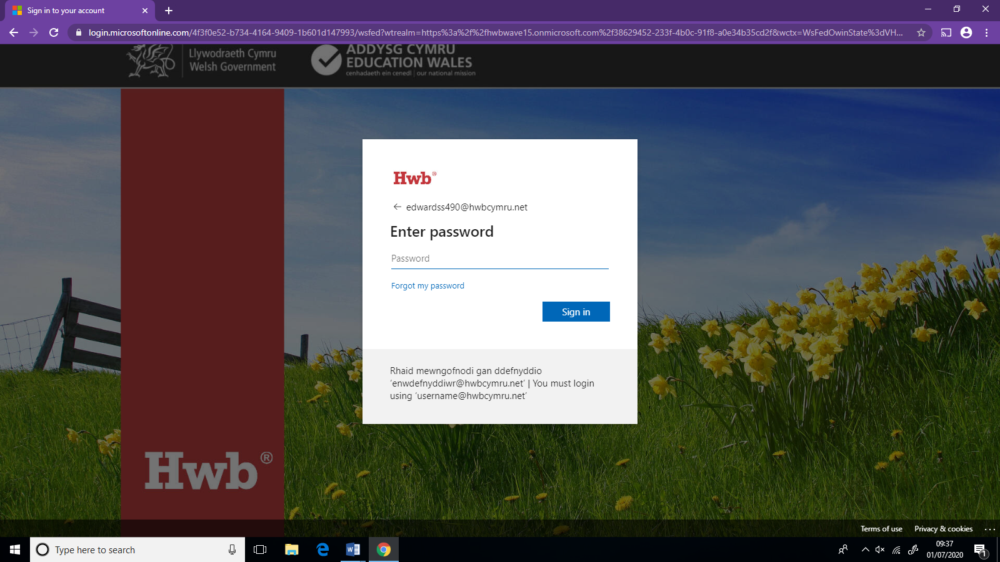 Sign in to your account
login.microsoftonline.com/4f3f0e52-b734-4164-9409-1b601d147993/wsfed?wtrealm=https%3a%2f%2fhwbwave15.onmicrosoft.com%2f38629452-233f-4b0c-91f8-a0e34b35cd2f&wctx=WsFedOwinState%3dVH...
Llywodraeth Cymru
Welsh Government
ADDYSG CYMRU
EDUCATION WALES
cenhadaeth ein cenedl | our national mission
Hwb®
edwardss490@hwbcymru.net
Enter password
Password
Forgot my password
Sign in
Rhaid mewngofnodi gan ddefnyddio
‘enwdefnyddiwr@hwbcymru.net’ | You must login
using ‘username@hwbcymru.net’
Hwb®
Terms of use Privacy & cookies ...
Type here to search
09:37
01/07/2020
1